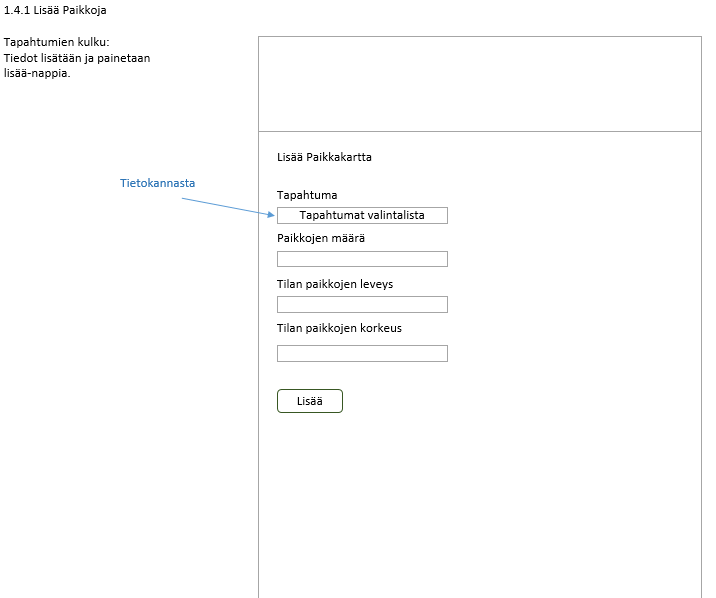 1.4.1 Lisää Paikkoja
Tapahtumien kulku:
Tiedot lisätään ja painetaan
lisää-nappia.
Lisää Paikkakartta
Tietokannasta
Tapahtuma
Tapahtumat valintalista
Paikkojen määrä
Tilan paikkojen leveys
Tilan paikkojen korkeus
Lisää